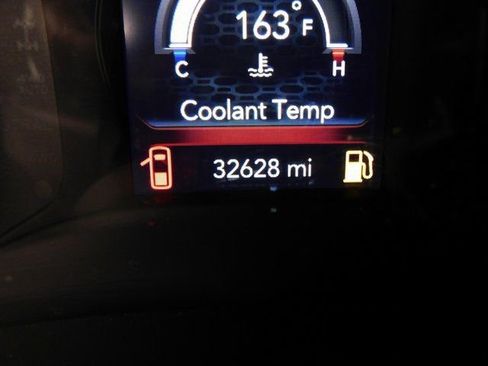 163°F
C H
Coolant Temp
32628 mi